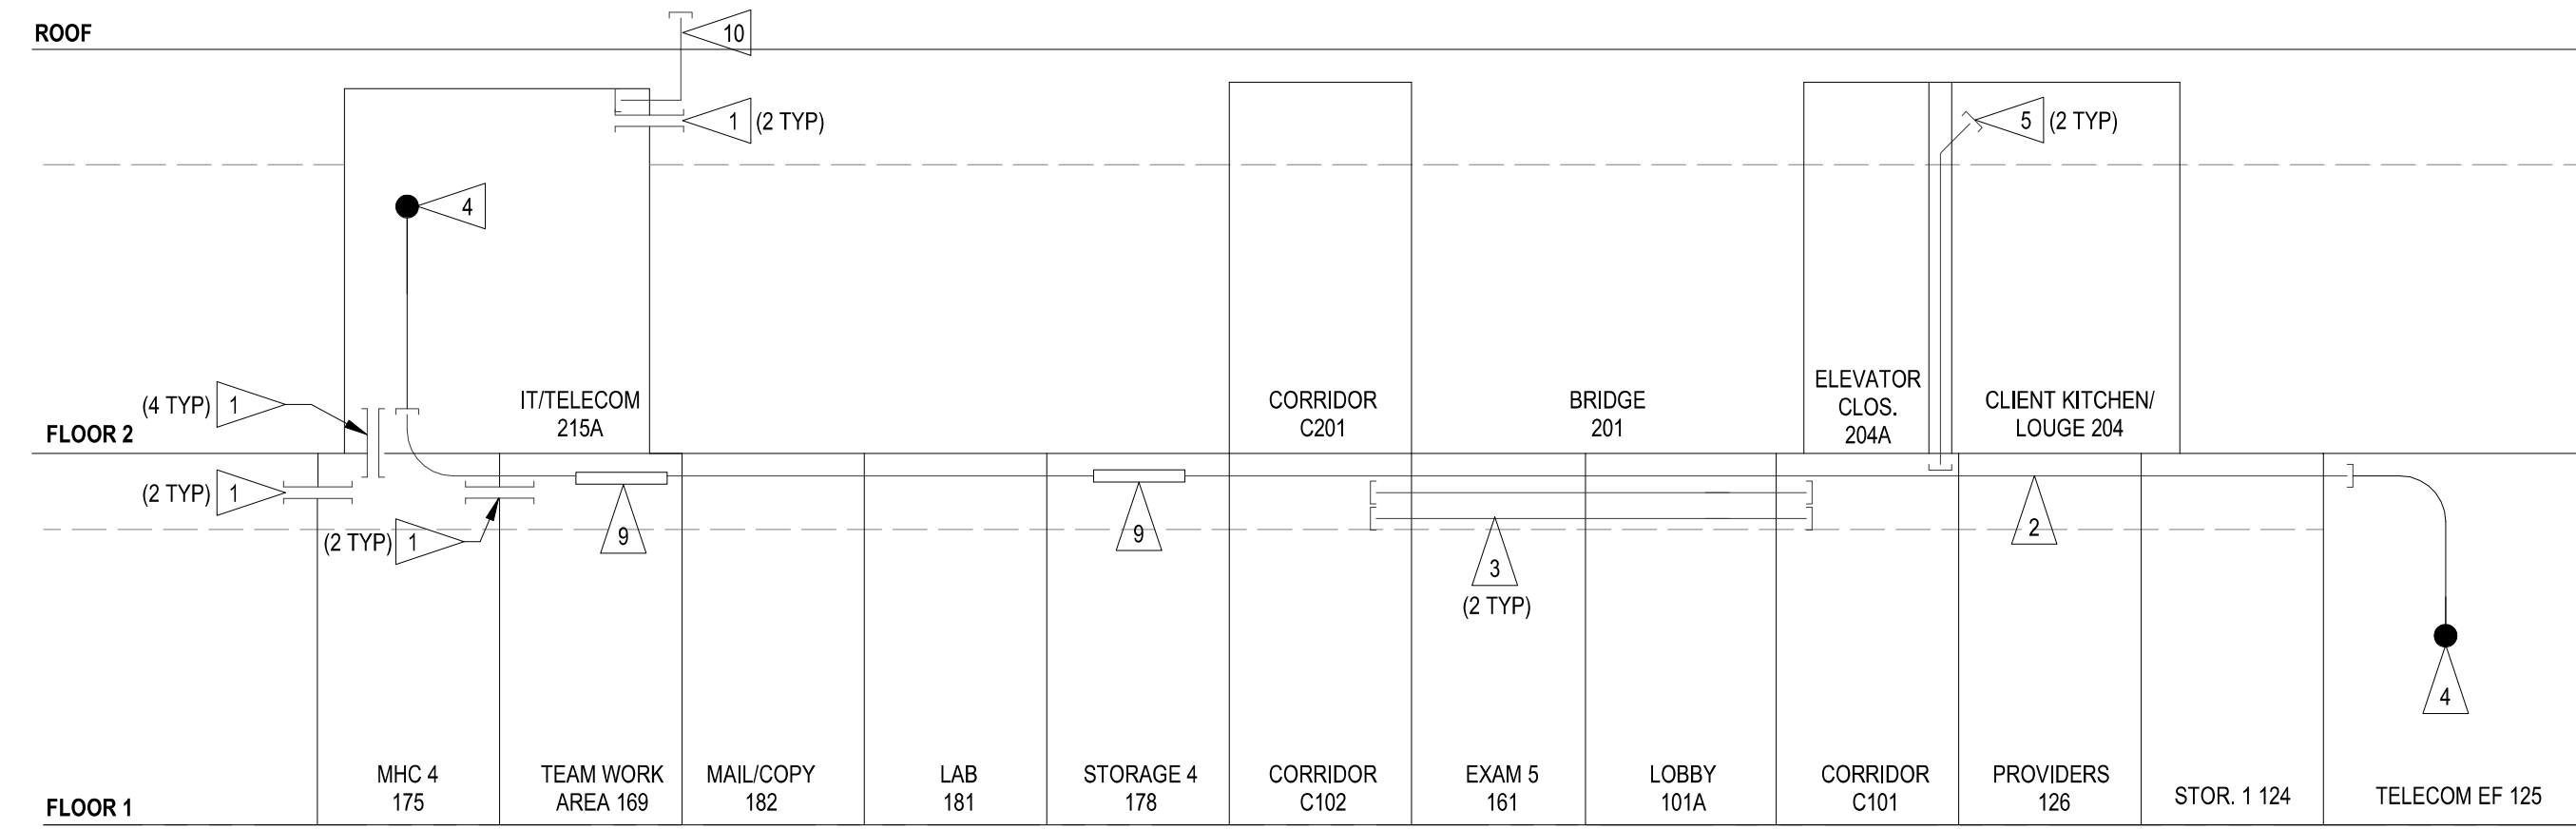 ROOF
10
1 (2 TYP)
5 (2 TYP)
4
(4 TYP) 1
IT/TELECOM
215A
CORRIDOR
C201
BRIDGE
201
ELEVATOR
CLOS.
204A
CLIENT KITCHEN/
LOUGE 204
FLOOR 2
(2 TYP) 1
(2 TYP) 1
9
9
3
(2 TYP)
2
4
MHC 4
175
TEAM WORK
AREA 169
MAIL/COPY
182
LAB
181
STORAGE 4
178
CORRIDOR
C102
EXAM 5
161
LOBBY
101A
CORRIDOR
C101
PROVIDERS
126
STOR. 1 124
TELECOM EF 125
FLOOR 1